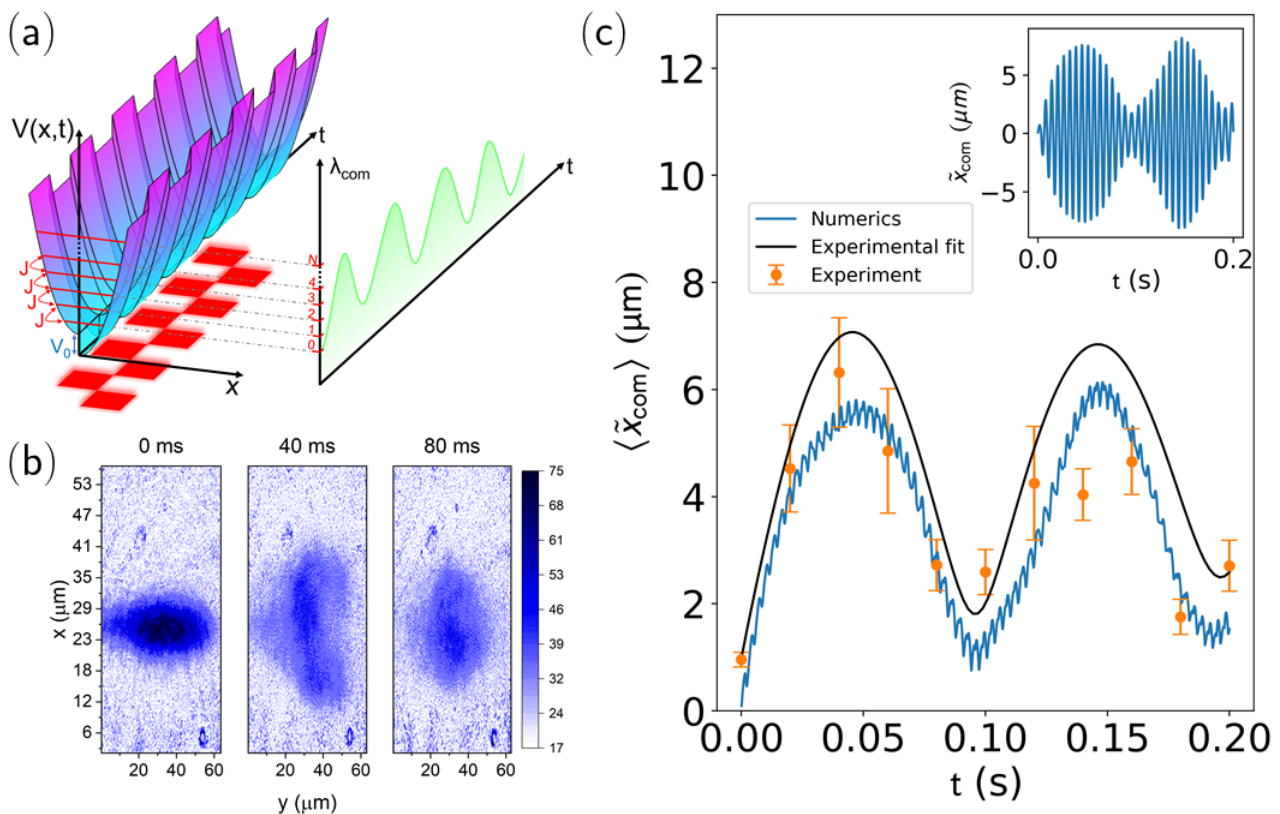 (a)
V(x,t)
t
λcom
t
J
J
J
J
V0
N
4
3
2
1
0
x
(b)
0 ms
40 ms
80 ms
x (μm)
53
47
41
35
29
23
18
12
6
20 40 60
20 40 60
20 40 60
y (μm)
75
68
61
53
46
39
31
24
17
(c)
⟨x̃com⟩ (μm)
12
10
8
6
4
2
0
0.00 0.05 0.10 0.15 0.20
t (s)
Numerics
Experimental fit
Experiment
x̃com (μm)
5
0
−5
0.0 0.2
t (s)